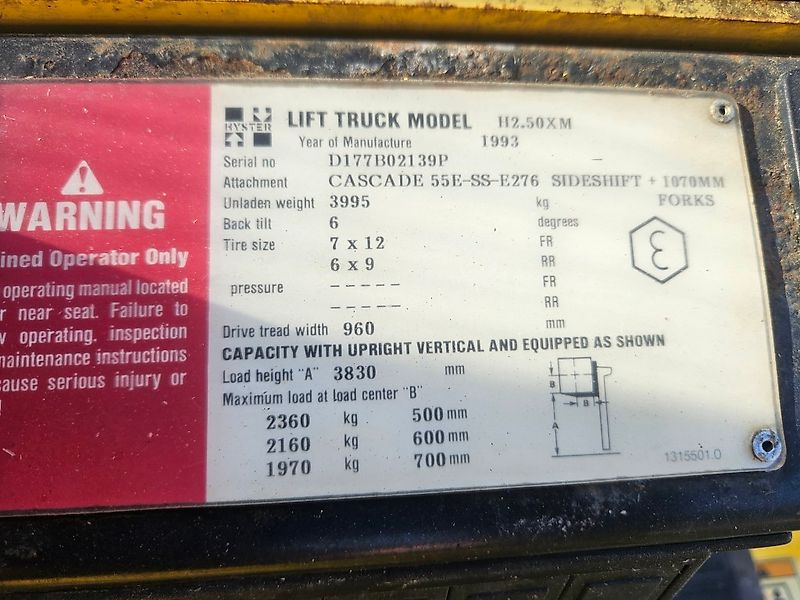 WARNING
ined Operator Only
operating manual located
r near seat. Failure to
w operating, inspection
maintenance instructions
cause serious injury or
HYSTER LIFT TRUCK MODEL H2.50XM
Year of Manufacture 1993
Serial no D177B02139P –
Attachment CASCADE 55E-SS-E276 SIDESHIFT + 1070MM
Unladen weight 3995 kg FORKS
Back tilt 6 degrees
Tire size 7 x 12 FR
6 x 9 RR
pressure ----- FR
----- RR
Drive tread width 960 mm
CAPACITY WITH UPRIGHT VERTICAL AND EQUIPPED AS SHOWN
Load height "A" 3830 mm
Maximum load at load center "B"
2360 kg 500 mm
2160 kg 600 mm
1970 kg 700 mm
B
B
A
1315501.0